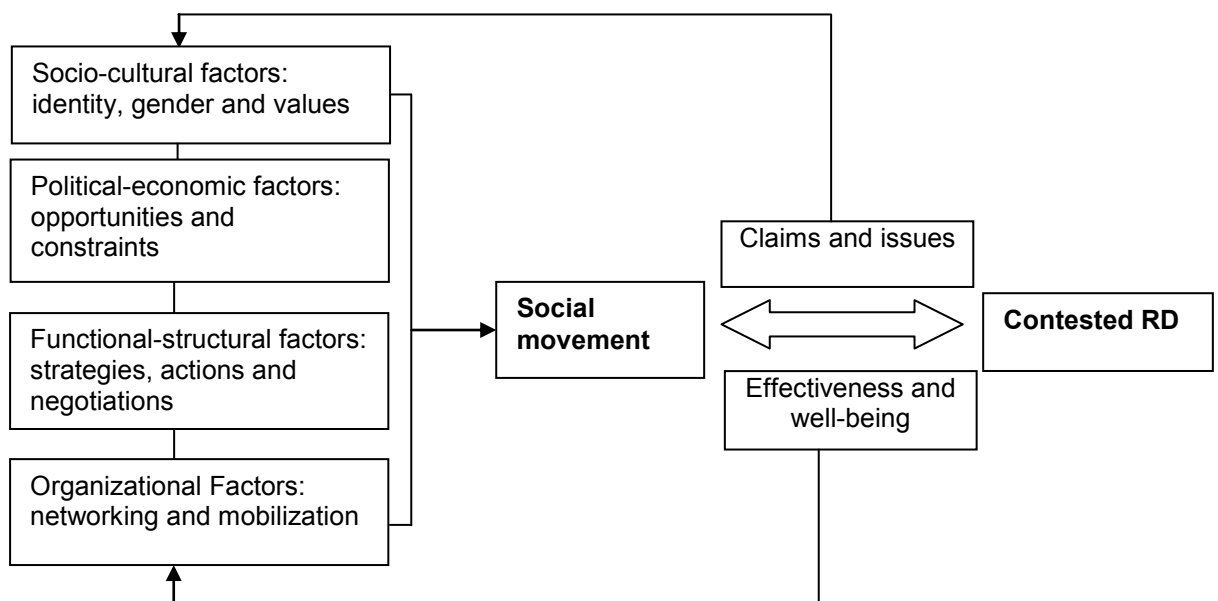 Socio-cultural factors:
identity, gender and values
Political-economic factors:
opportunities and
constraints
Functional-structural factors:
strategies, actions and
negotiations
Organizational Factors:
networking and mobilization
Social
movement
Claims and issues
Effectiveness and
well-being
Contested RD